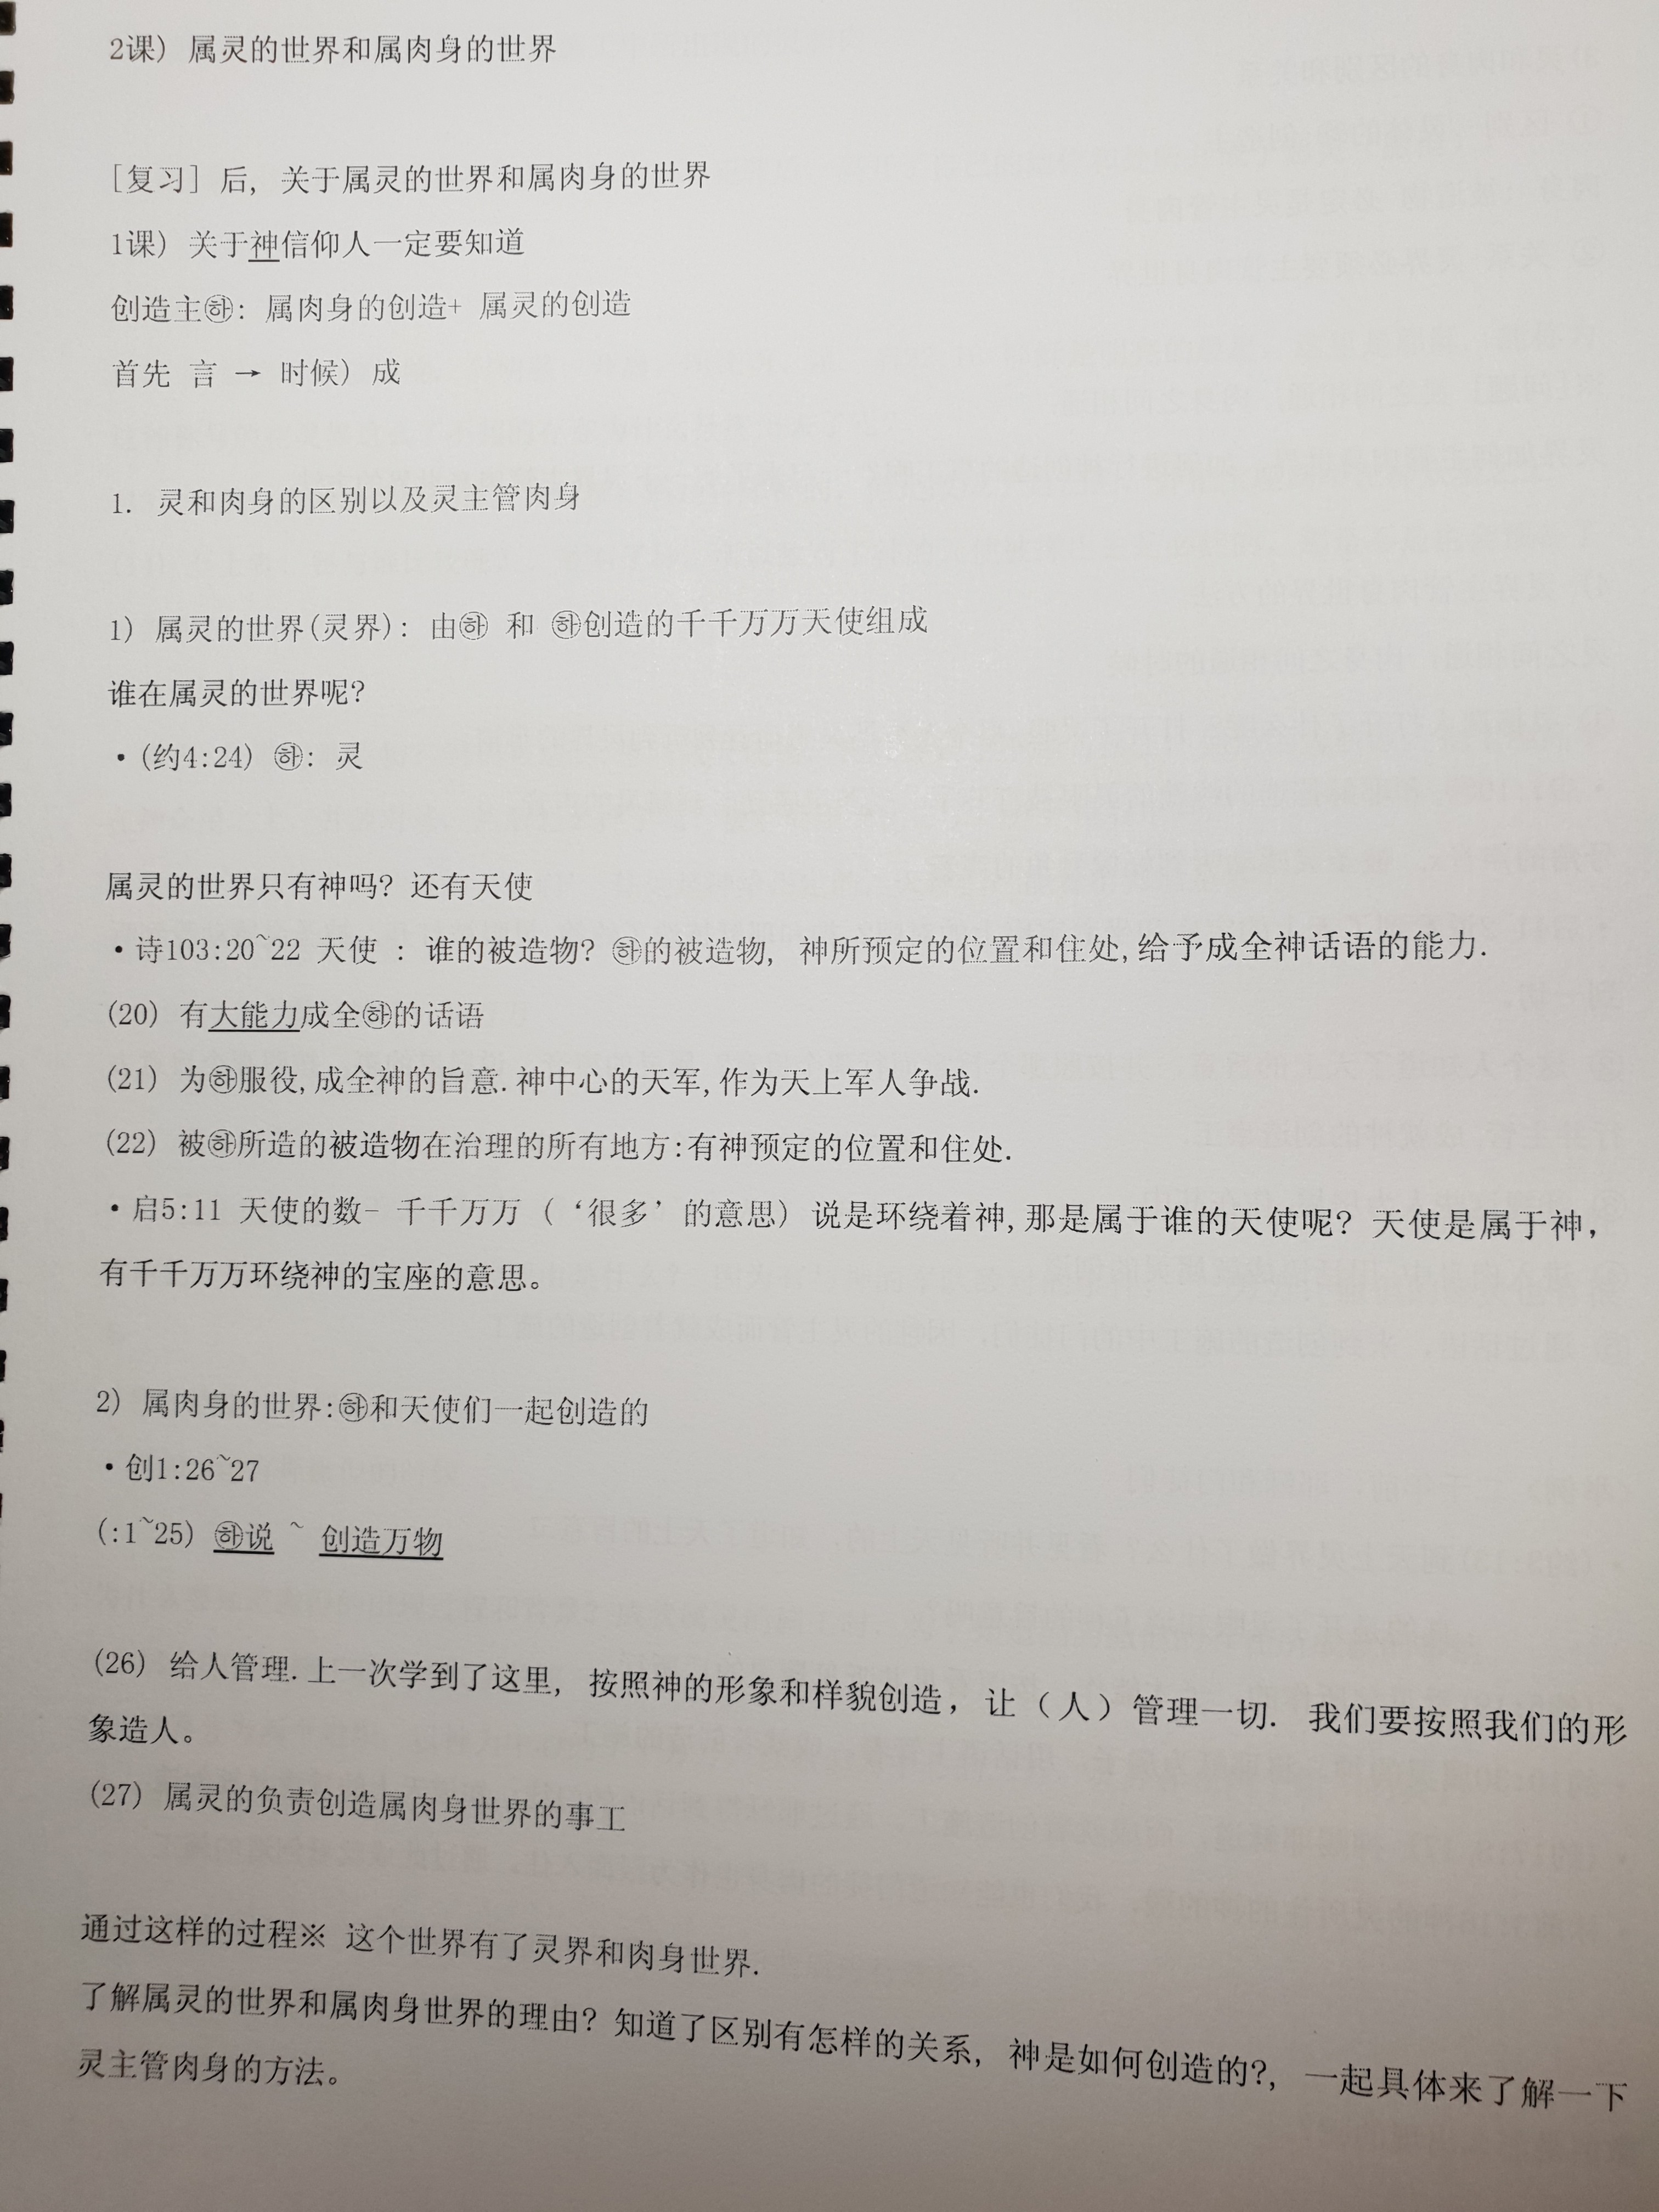 2课) 属灵的世界和属肉身的世界
[复习] 后, 关于属灵的世界和属肉身的世界
1课) 关于神信仰人一定要知道
创造主㉻: 属肉身的创造+ 属灵的创造
首先 言 → 时候) 成
1. 灵和肉身的区别以及灵主管肉身
1) 属灵的世界(灵界): 由㉻ 和 ㉻创造的千千万万天使组成
谁在属灵的世界呢?
·(约4:24) ㉻: 灵
属灵的世界只有神吗? 还有天使
·诗103:20~22 天使 : 谁的被造物? ㉻的被造物, 神所预定的位置和住处,给予成全神话语的能力.
(20) 有大能力成全㉻的话语
(21) 为㉻服役,成全神的旨意.神中心的天军,作为天上军人争战.
(22) 被㉻所造的被造物在治理的所有地方:有神预定的位置和住处.
·启5:11 天使的数- 千千万万 ( ‘很多’ 的意思) 说是环绕着神,那是属于谁的天使呢? 天使是属于神,
有千千万万环绕神的宝座的意思。
2) 属肉身的世界:㉻和天使们一起创造的
·创1:26~27
(:1~25) ㉻说 ~ 创造万物
(26) 给人管理.上一次学到了这里, 按照神的形象和样貌创造, 让（人）管理一切. 我们要按照我们的形
象造人。
(27) 属灵的负责创造属肉身世界的事工
通过这样的过程※ 这个世界有了灵界和肉身世界.
了解属灵的世界和属肉身世界的理由? 知道了区别有怎样的关系, 神是如何创造的?, 一起具体来了解一下
灵主管肉身的方法。